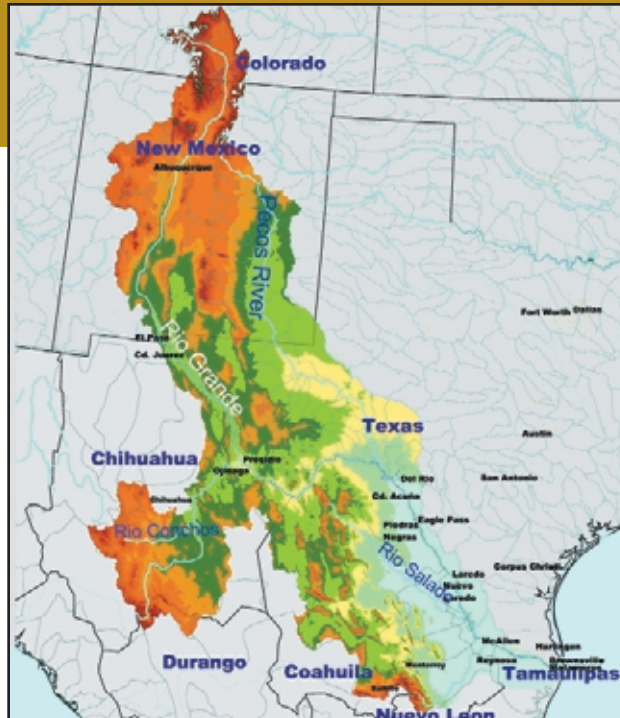 Colorado
New Mexico
Albuquerque
Pecos River
Fort Worth
Dallas
El Paso
Cd. Juarez
Rio Grande
Texas
Austin
Chihuahua
Presidio
Ojinaga
Del Rio
San Antonio
Chihuahua
Cd. Acuña
Rio Conchos
Piedras
Negras
Eagle Pass
Rio Salado
Corpus Christi
Laredo
Nuevo
Laredo
McAllen
Harlingen
Durango
Coahuila
Monterrey
Reynosa
Brownsville
Matamoros
Tamaulipas
Nuevo Leon